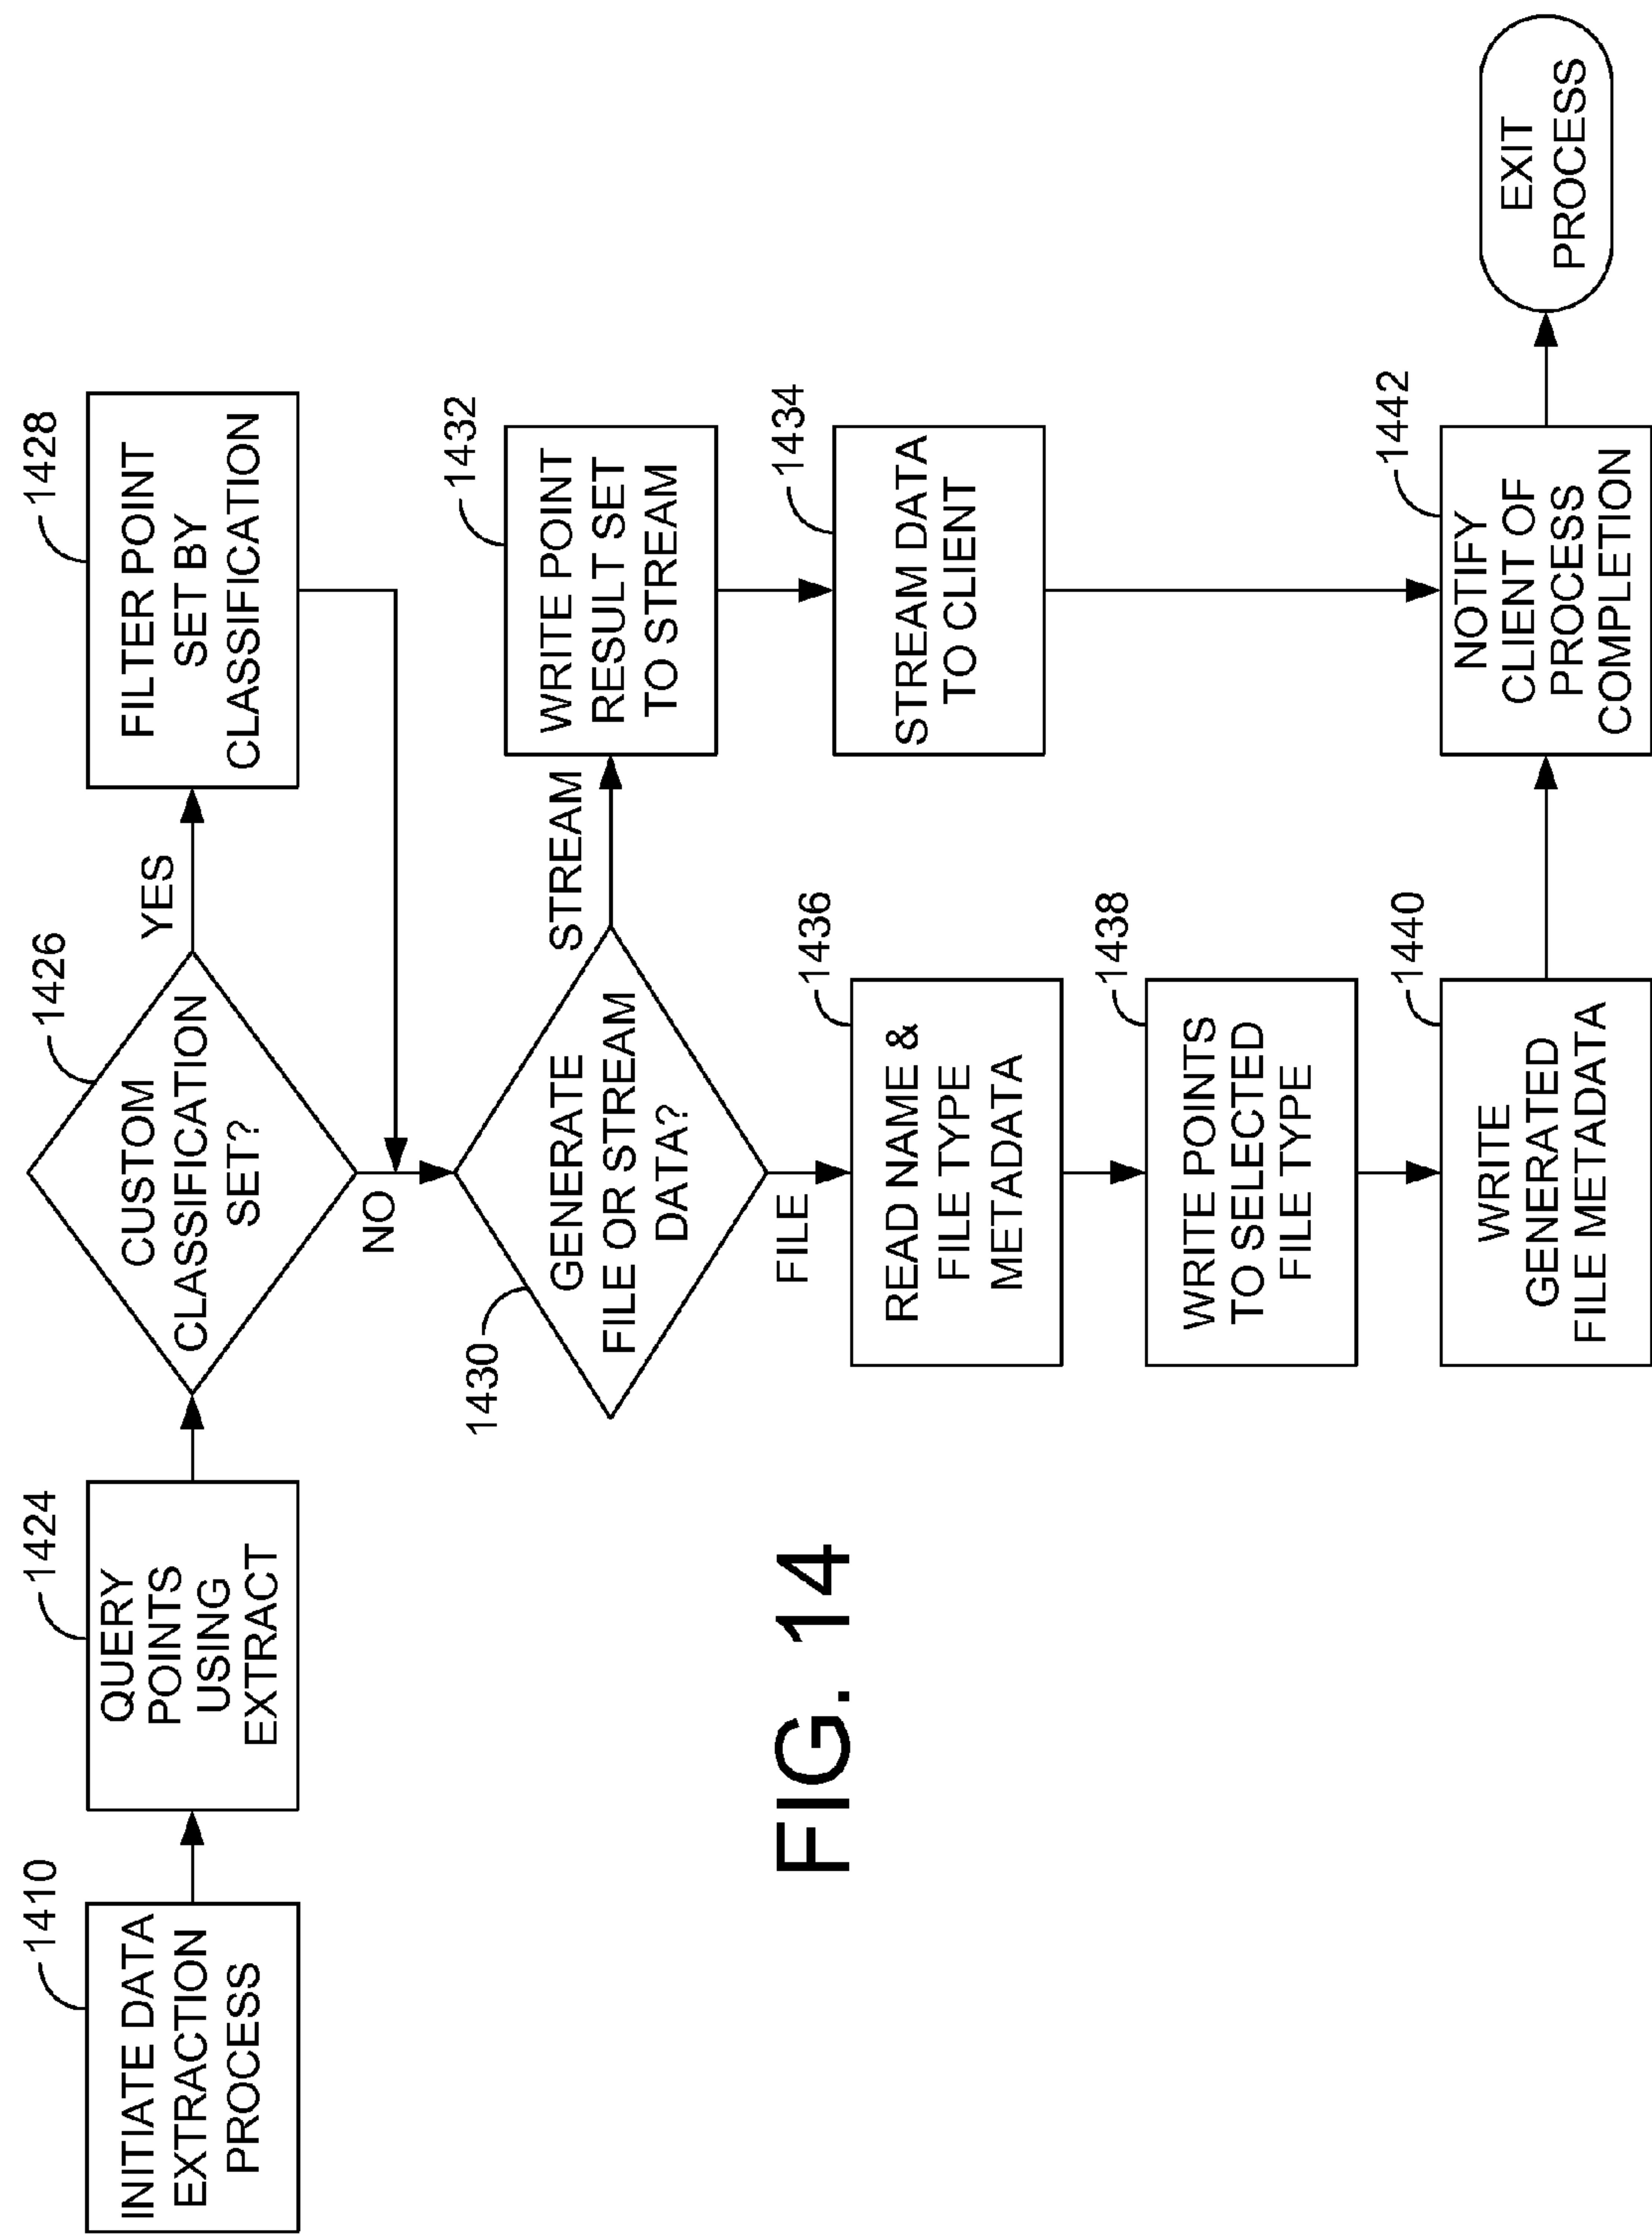 1410
INITIATE DATA
EXTRACTION
PROCESS
1424
QUERY
POINTS
USING
EXTRACT
1426
CUSTOM
CLASSIFICATION
SET?
YES
NO
1428
FILTER POINT
SET BY
CLASSIFICATION
1430
GENERATE
FILE OR STREAM
DATA?
STREAM
FILE
1432
WRITE POINT
RESULT SET
TO STREAM
1434
STREAM DATA
TO CLIENT
1436
READ NAME &
FILE TYPE
METADATA
1438
WRITE POINTS
TO SELECTED
FILE TYPE
1440
WRITE
GENERATED
FILE METADATA
1442
NOTIFY
CLIENT OF
PROCESS
COMPLETION
EXIT
PROCESS
FIG. 14